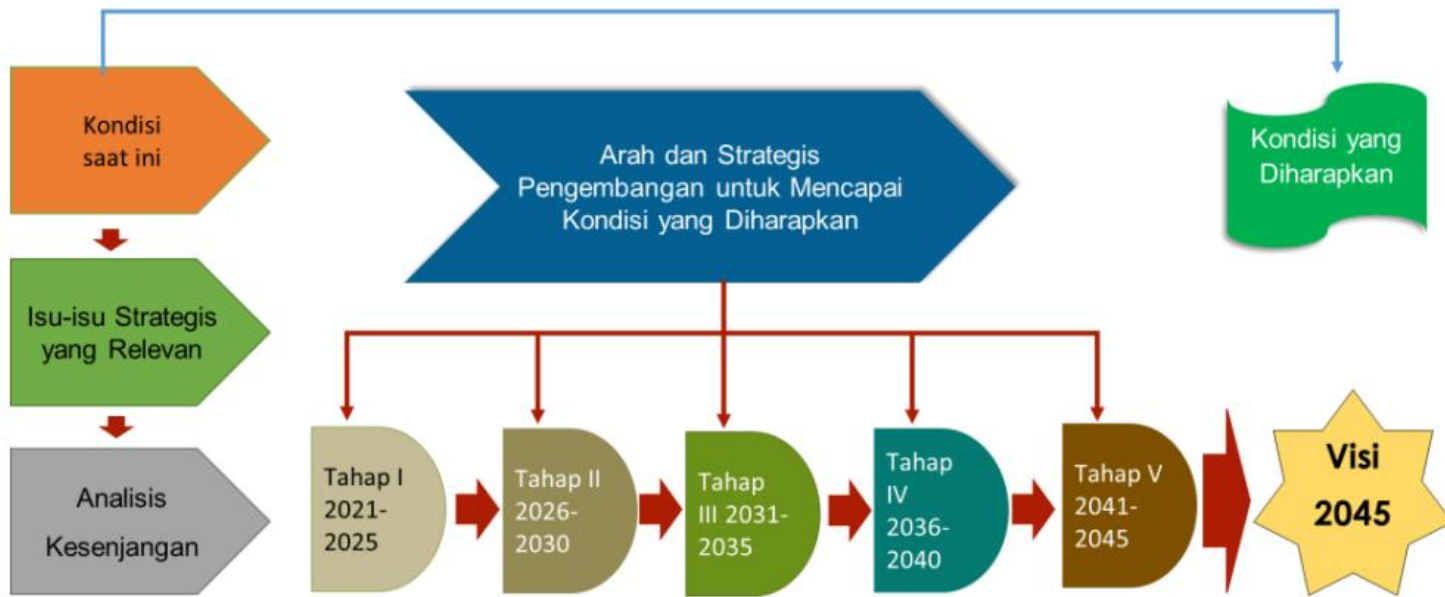 Kondisi
saat ini
Arah dan Strategis
Pengembangan untuk Mencapai
Kondisi yang Diharapkan
Kondisi yang
Diharapkan
Isu-isu Strategis
yang Relevan
Analisis
Kesenjangan
Tahap I
2021-
2025
Tahap II
2026-
2030
Tahap
III 2031-
2035
Tahap
IV
2036-
2040
Tahap V
2041-
2045
Visi
2045